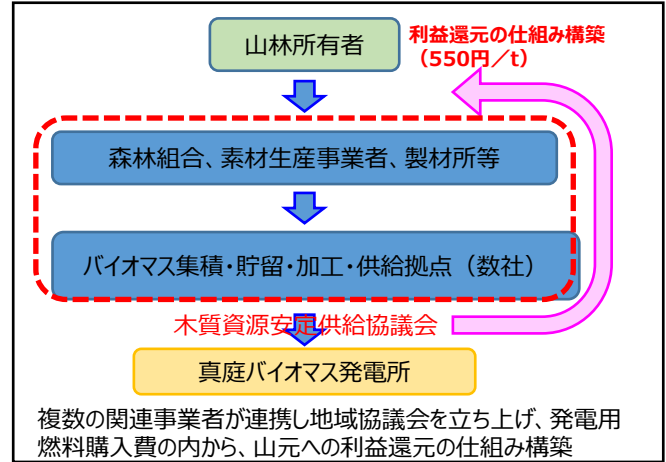 山林所有者
利益還元の仕組み構築
（550円／t）
森林組合、素材生産事業者、製材所等
バイオマス集積・貯留・加工・供給拠点（数社）
木質資源安定供給協議会
真庭バイオマス発電所
複数の関連事業者が連携し地域協議会を立ち上げ、発電用
燃料購入費の内から、山元への利益還元の仕組み構築